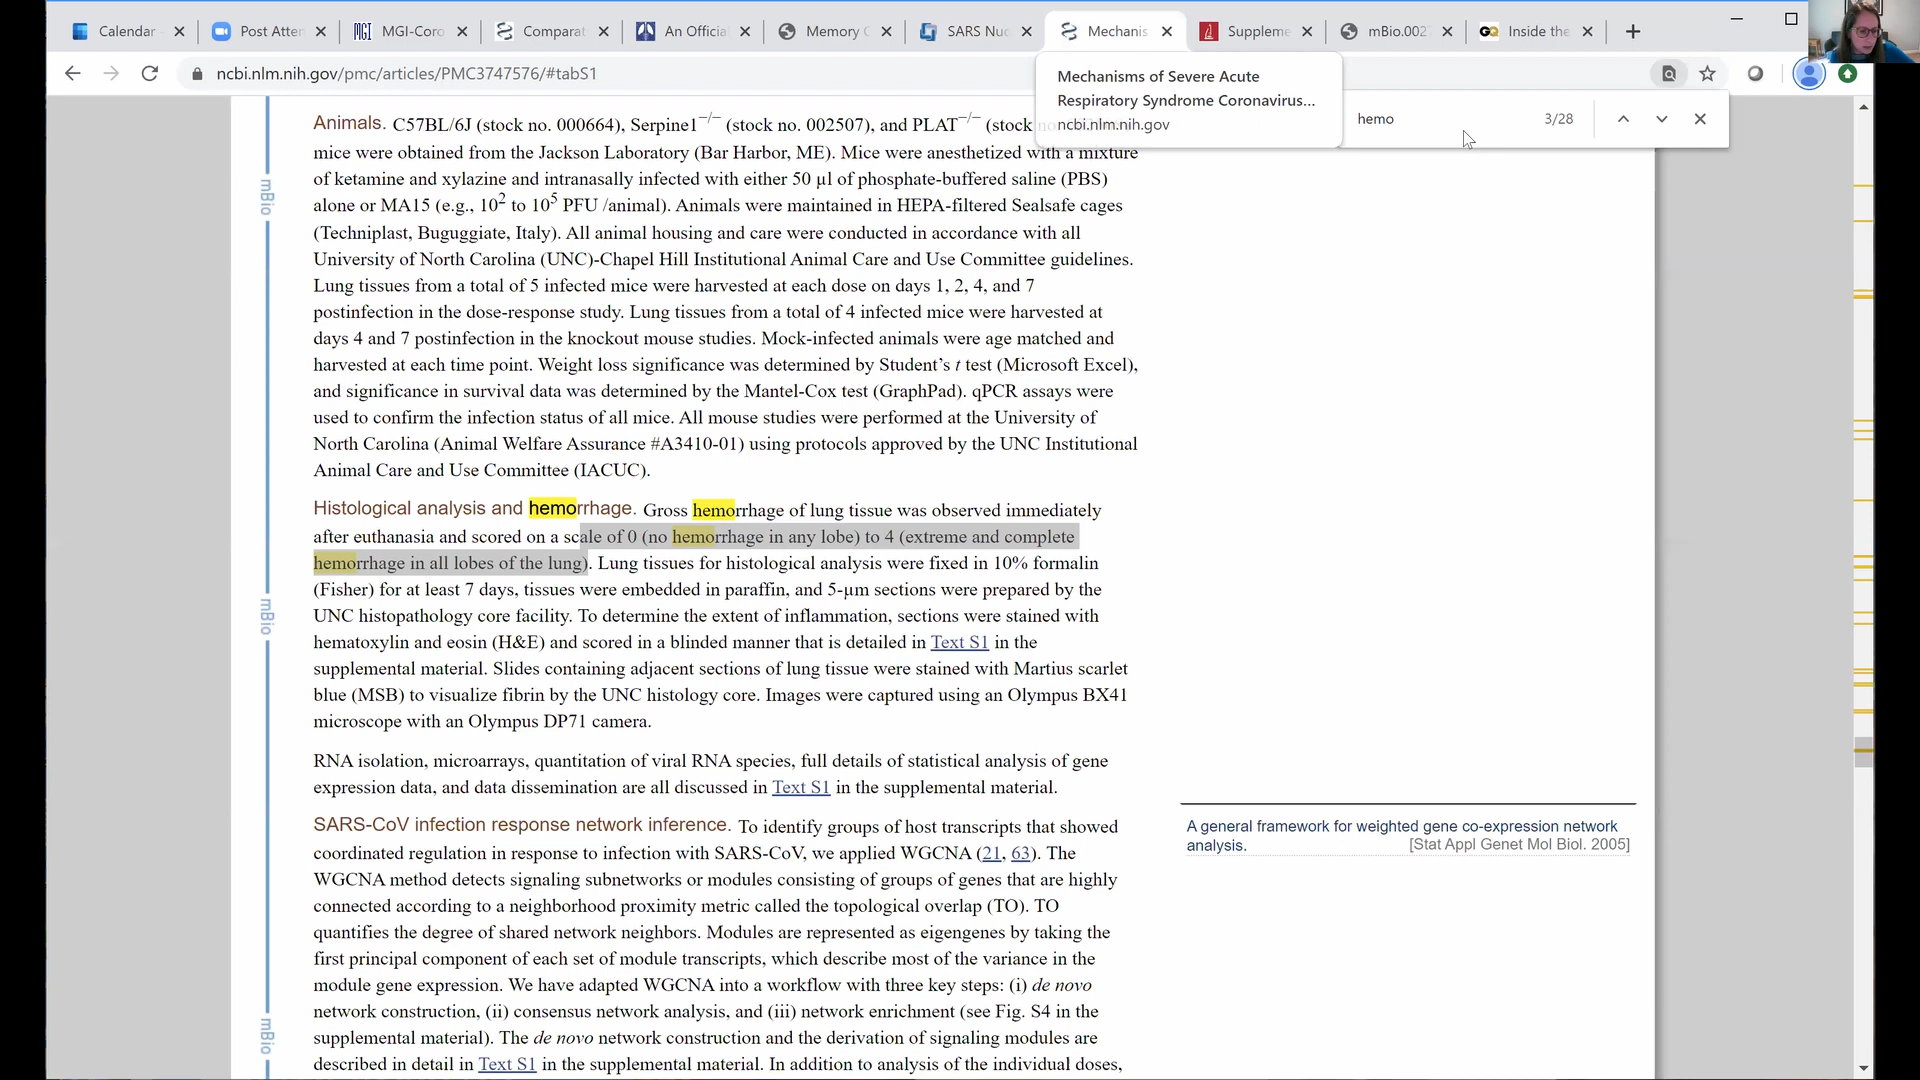 Calendar
Post Atten
MGI MGI-Coro
Comparat
An Officia
Memory C
SARS Nuc
Mechanis
Suppleme
mBio.002
GQ Inside the
ncbi.nlm.nih.gov/pmc/articles/PMC3747576/#tabS1
Mechanisms of Severe Acute
Respiratory Syndrome Coronavirus...
ncbi.nlm.nih.gov
hemo 3/28
Animals. C57BL/6J (stock no. 000664), Serpine1−/− (stock no. 002507), and PLAT−/− (stock
mice were obtained from the Jackson Laboratory (Bar Harbor, ME). Mice were anesthetized with a mixture
of ketamine and xylazine and intranasally infected with either 50 µl of phosphate-buffered saline (PBS)
alone or MA15 (e.g., 10² to 10⁵ PFU /animal). Animals were maintained in HEPA-filtered Sealsafe cages
(Techniplast, Buguggiate, Italy). All animal housing and care were conducted in accordance with all
University of North Carolina (UNC)-Chapel Hill Institutional Animal Care and Use Committee guidelines.
Lung tissues from a total of 5 infected mice were harvested at each dose on days 1, 2, 4, and 7
postinfection in the dose-response study. Lung tissues from a total of 4 infected mice were harvested at
days 4 and 7 postinfection in the knockout mouse studies. Mock-infected animals were age matched and
harvested at each time point. Weight loss significance was determined by Student’s t test (Microsoft Excel),
and significance in survival data was determined by the Mantel-Cox test (GraphPad). qPCR assays were
used to confirm the infection status of all mice. All mouse studies were performed at the University of
North Carolina (Animal Welfare Assurance #A3410-01) using protocols approved by the UNC Institutional
Animal Care and Use Committee (IACUC).
Histological analysis and hemorrhage. Gross hemorrhage of lung tissue was observed immediately
after euthanasia and scored on a scale of 0 (no hemorrhage in any lobe) to 4 (extreme and complete
hemorrhage in all lobes of the lung). Lung tissues for histological analysis were fixed in 10% formalin
(Fisher) for at least 7 days, tissues were embedded in paraffin, and 5-µm sections were prepared by the
UNC histopathology core facility. To determine the extent of inflammation, sections were stained with
hematoxylin and eosin (H&E) and scored in a blinded manner that is detailed in Text S1 in the
supplemental material. Slides containing adjacent sections of lung tissue were stained with Martius scarlet
blue (MSB) to visualize fibrin by the UNC histology core. Images were captured using an Olympus BX41
microscope with an Olympus DP71 camera.
RNA isolation, microarrays, quantitation of viral RNA species, full details of statistical analysis of gene
expression data, and data dissemination are all discussed in Text S1 in the supplemental material.
SARS-CoV infection response network inference. To identify groups of host transcripts that showed
coordinated regulation in response to infection with SARS-CoV, we applied WGCNA (21, 63). The
WGCNA method detects signaling subnetworks or modules consisting of groups of genes that are highly
connected according to a neighborhood proximity metric called the topological overlap (TO). TO
quantifies the degree of shared network neighbors. Modules are represented as eigengenes by taking the
first principal component of each set of module transcripts, which describe most of the variance in the
module gene expression. We have adapted WGCNA into a workflow with three key steps: (i) de novo
network construction, (ii) consensus network analysis, and (iii) network enrichment (see Fig. S4 in the
supplemental material). The de novo network construction and the derivation of signaling modules are
described in detail in Text S1 in the supplemental material. In addition to analysis of the individual doses,
mBio
mBio
mBio
A general framework for weighted gene co-expression network
analysis. [Stat Appl Genet Mol Biol. 2005]